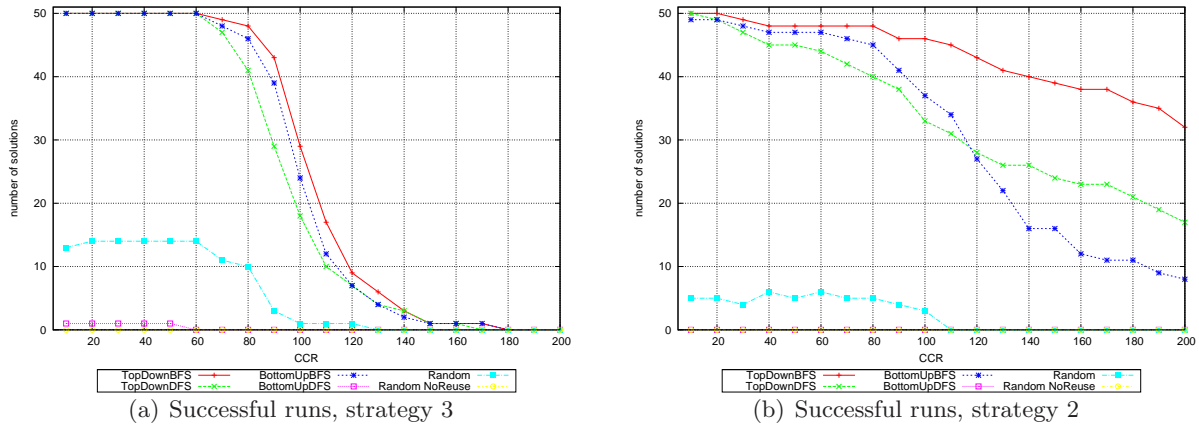 50
40
30
20
10
0
number of solutions
20 40 60 80 100 120 140 160 180 200
CCR
TopDownBFS BottomUpBFS Random
TopDownDFS BottomUpDFS Random NoReuse
(a) Successful runs, strategy 3
50
40
30
20
10
0
number of solutions
20 40 60 80 100 120 140 160 180 200
CCR
TopDownBFS BottomUpBFS Random
TopDownDFS BottomUpDFS Random NoReuse
(b) Successful runs, strategy 2